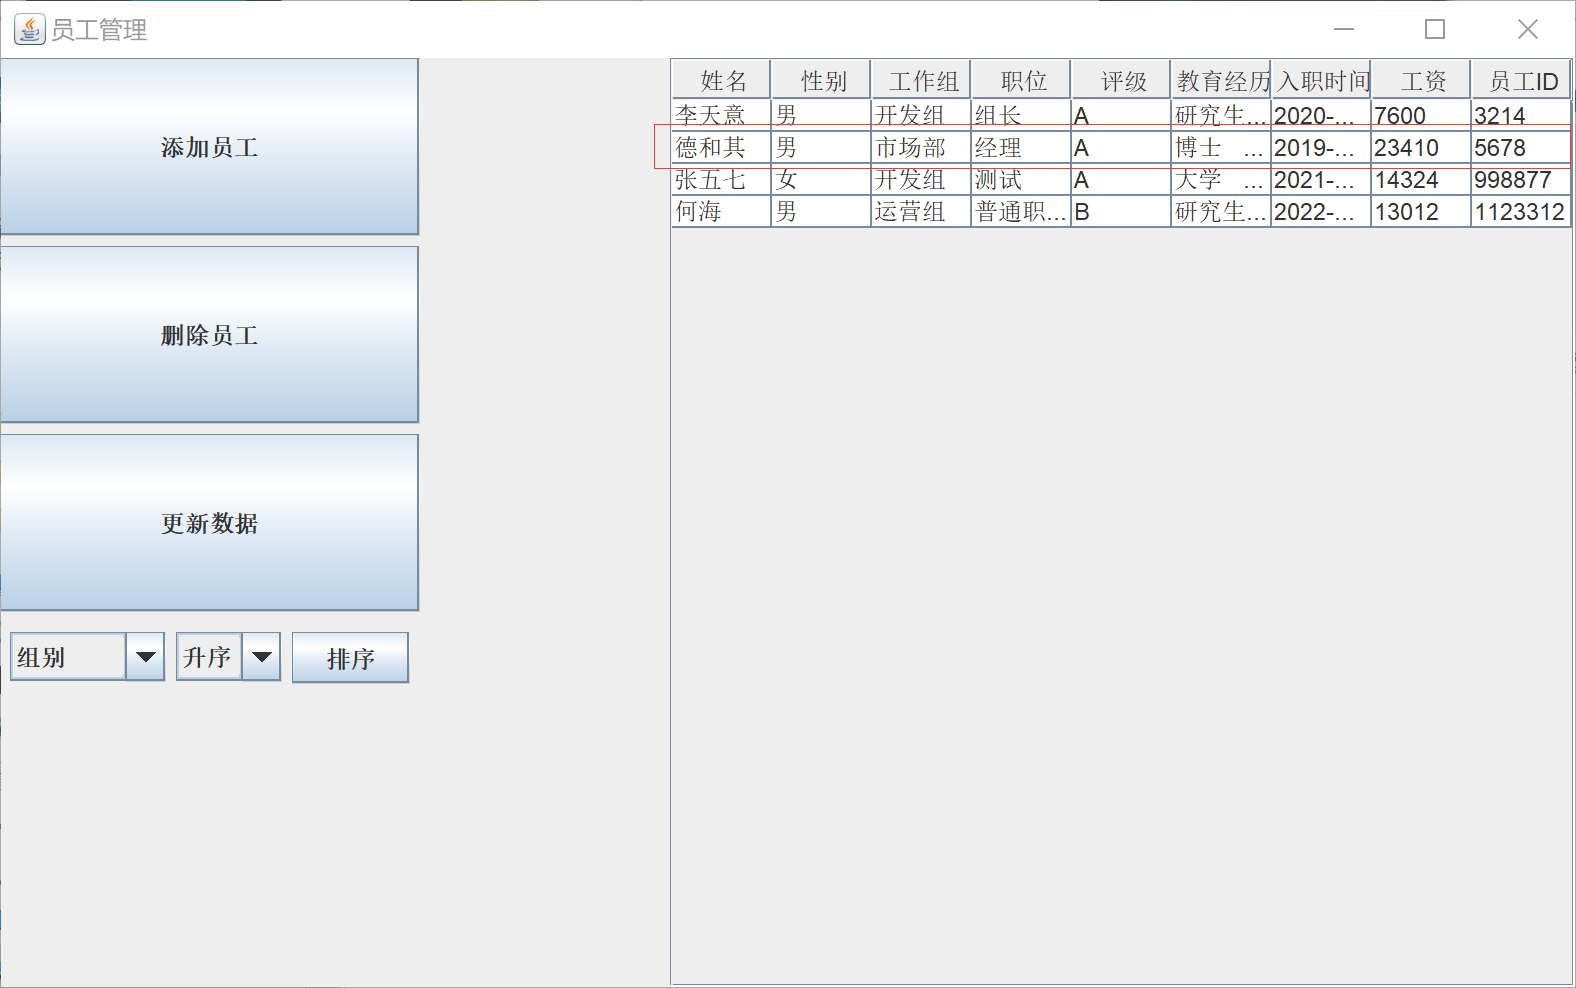 员工管理
添加员工
删除员工
更新数据
组别 升序 排序
姓名 性别 工作组 职位 评级 教育经历 入职时间 工资 员工ID
李天意 男 开发组 组长 A 研究生... 2020-... 7600 3214
德和其 男 市场部 经理 A 博士 ... 2019-... 23410 5678
张五七 女 开发组 测试 A 大学 ... 2021-... 14324 998877
何海 男 运营组 普通职... B 研究生... 2022-... 13012 1123312